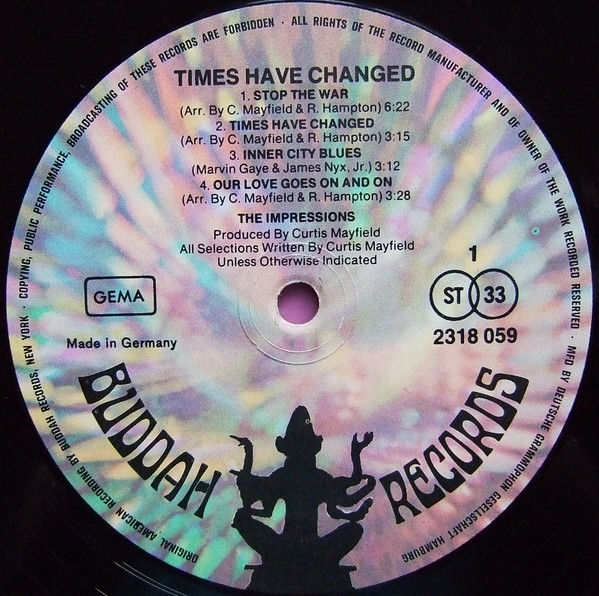 ORIGINAL AMERICAN RECORDING BY BUDDAH RECORDS, NEW YORK · COPYING, PUBLIC PERFORMANCE, BROADCASTING OF THESE RECORDS ARE FORBIDDEN · ALL RIGHTS OF THE RECORD MANUFACTURER AND OF OWNER OF THE WORK RECORDED RESERVED · MFD BY DEUTSCHE GRAMMOPHON GESELLSCHAFT HAMBURG
TIMES HAVE CHANGED
1. STOP THE WAR
(Arr. By C. Mayfield & R. Hampton) 6:22
2. TIMES HAVE CHANGED
(Arr. By C. Mayfield & R. Hampton) 3:15
3. INNER CITY BLUES
(Marvin Gaye & James Nyx, Jr.) 3:12
4. OUR LOVE GOES ON AND ON
(Arr. By C. Mayfield & R. Hampton) 3:28
THE IMPRESSIONS
Produced By Curtis Mayfield
All Selections Written By Curtis Mayfield
Unless Otherwise Indicated
GEMA
Made in Germany
1
ST 33
2318 059
BUDDAH RECORDS